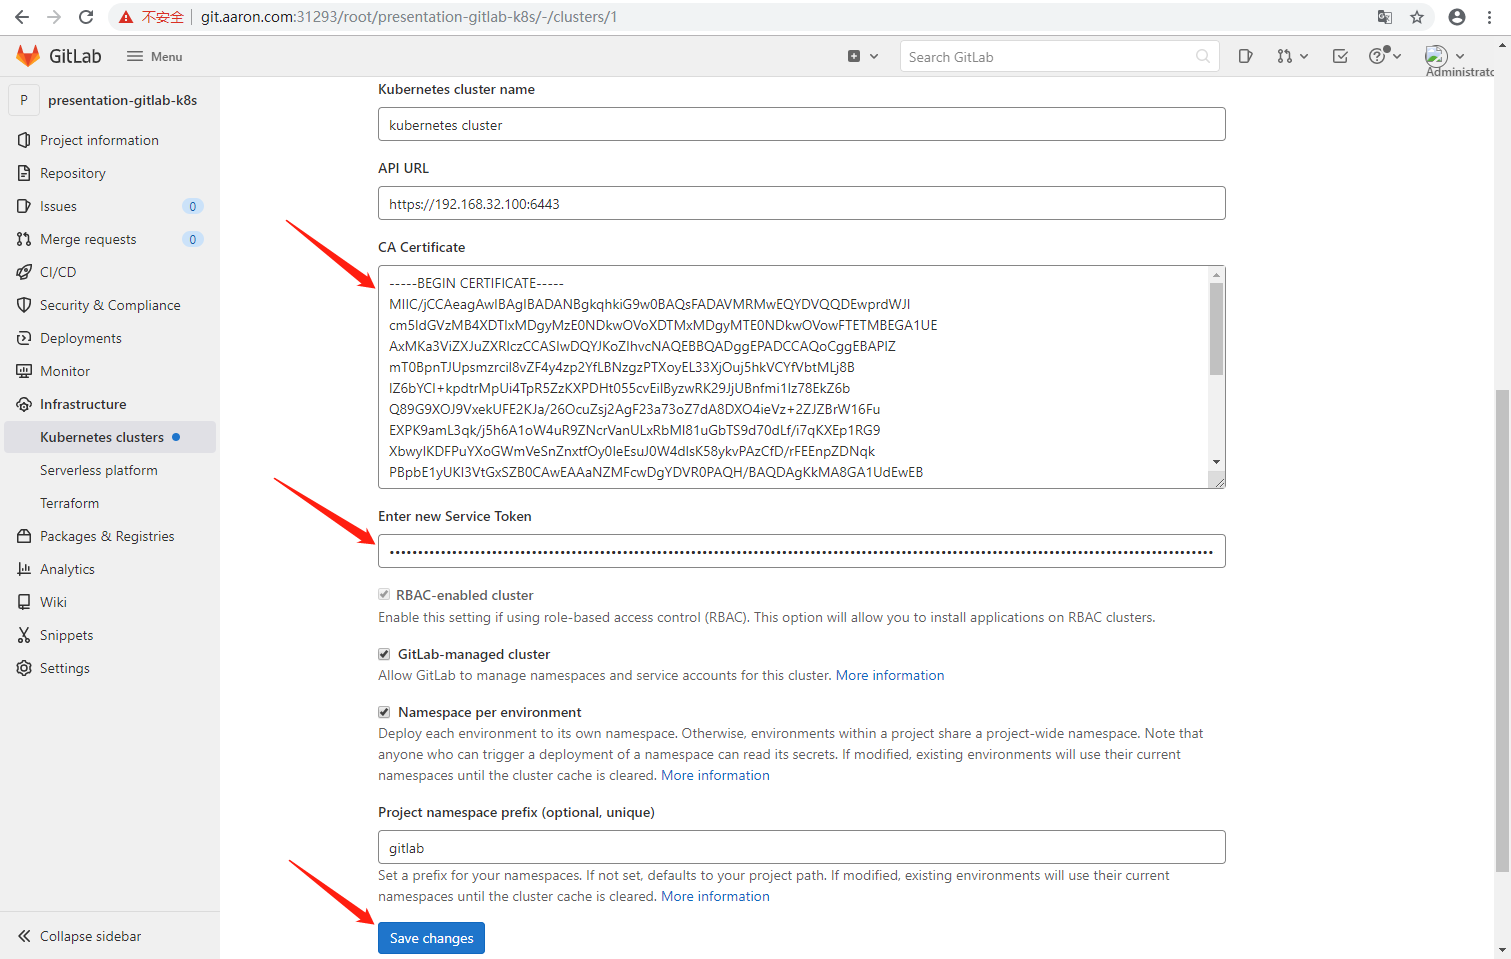 不安全 git.aaron.com:31293/root/presentation-gitlab-k8s/-/clusters/1
GitLab Menu Search GitLab
Administrato
P presentation-gitlab-k8s
Project information
Repository
Issues 0
Merge requests 0
CI/CD
Security & Compliance
Deployments
Monitor
Infrastructure
Kubernetes clusters
Serverless platform
Terraform
Packages & Registries
Analytics
Wiki
Snippets
Settings
Collapse sidebar
Kubernetes cluster name
kubernetes cluster
API URL
https://192.168.32.100:6443
CA Certificate
-----BEGIN CERTIFICATE-----
MIIC/jCCAeagAwIBAgIBADANBgkqhkiG9w0BAQsFADAVMRMwEQYDVQQDEwprdWJl
cm5ldGVzMB4XDTIxMDgyMzE0NDkwOVoXDTMxMDgyMTE0NDkwOVowFTETMBEGA1UE
AxMKa3ViZXJuZXRlczCCASIwDQYJKoZIhvcNAQEBBQADggEPADCCAQoCggEBAPIZ
mT0BpnTJUpsmzrcil8vZF4y4zp2YfLBNzgzPTXoyEL33XjOuj5hkVCYfVbtMLj8B
IZ6bYCI+kpdtrMpUi4TpR5ZzKXPDHt055cvEilByzwRK29JjUBnfmi1Iz78EkZ6b
Q89G9XOJ9VxekUFE2KJa/26OcuZsj2AgF23a73oZ7dA8DXO4ieVz+2ZJZBrW16Fu
EXPK9amL3qk/j5h6A1oW4uR9ZNcrVanULxRbMI81uGbTS9d70dLf/i7qKXEp1RG9
XbwyIKDFPuYXoGWmVeSnZnxtfOy0IeEsuJ0W4dIsK58ykvPAzCfD/rFEEnpZDNqk
PBpbE1yUKI3VtGxSZB0CAwEAAaNZMFcwDgYDVR0PAQH/BAQDAgKkMA8GA1UdEwEB
Enter new Service Token
RBAC-enabled cluster
Enable this setting if using role-based access control (RBAC). This option will allow you to install applications on RBAC clusters.
GitLab-managed cluster
Allow GitLab to manage namespaces and service accounts for this cluster. More information
Namespace per environment
Deploy each environment to its own namespace. Otherwise, environments within a project share a project-wide namespace. Note that
anyone who can trigger a deployment of a namespace can read its secrets. If modified, existing environments will use their current
namespaces until the cluster cache is cleared. More information
Project namespace prefix (optional, unique)
gitlab
Set a prefix for your namespaces. If not set, defaults to your project path. If modified, existing environments will use their current
namespaces until the cluster cache is cleared. More information
Save changes